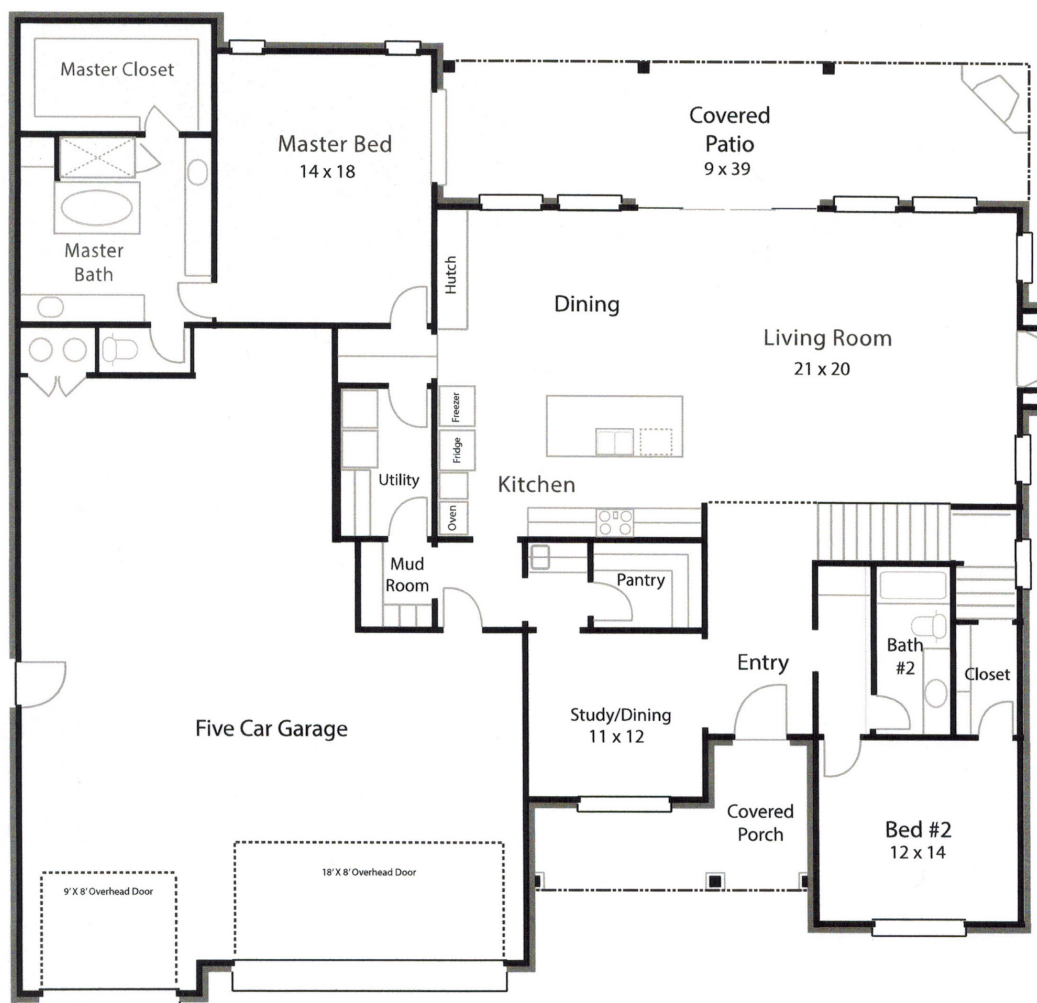 Master Closet
Master Bed
14 x 18
Covered
Patio
9 x 39
Master
Bath
Hutch
Dining
Living Room
21 x 20
Freezer
Fridge
Utility
Kitchen
Oven
Mud
Room
Pantry
Entry
Bath
#2
Closet
Five Car Garage
Study/Dining
11 x 12
Covered
Porch
Bed #2
12 x 14
9' X 8' Overhead Door
18' X 8' Overhead Door